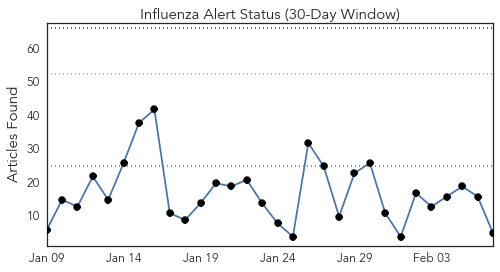 Influenza Alert Status (30-Day Window)
Articles Found
60
50
40
30
20
10
Jan 09 Jan 14 Jan 19 Jan 24 Jan 29 Feb 03